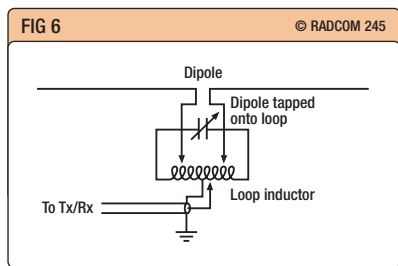 FIG 6
© RADCOM 245
Dipole
Dipole tapped
onto loop
Loop inductor
To Tx/Rx